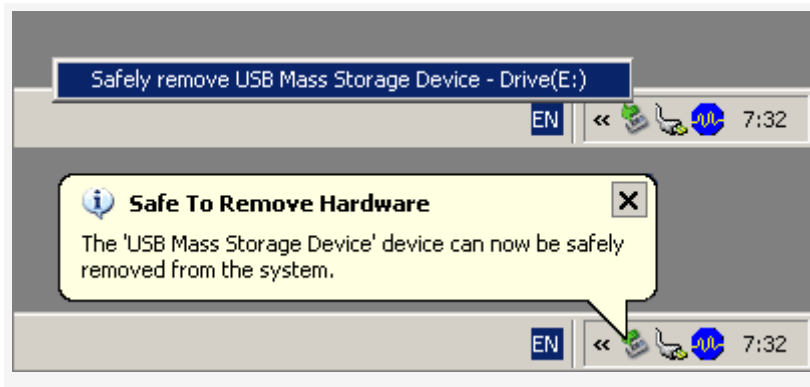 Safely remove USB Mass Storage Device - Drive(E:)
EN « 7:32
Safe To Remove Hardware
The 'USB Mass Storage Device' device can now be safely
removed from the system.
EN « 7:32